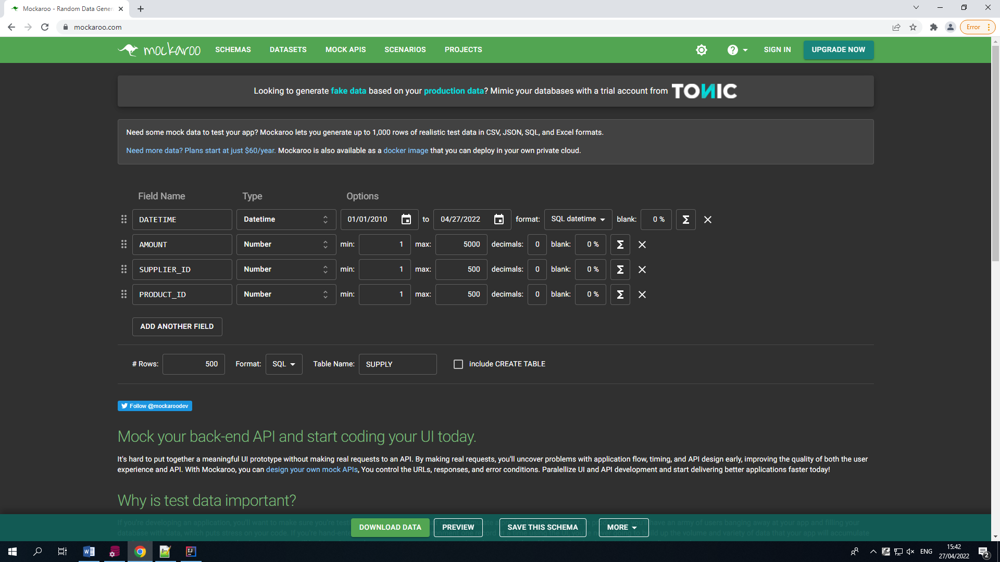 Mockaroo - Random Data Gener
mockaroo.com
Error
mockaroo SCHEMAS DATASETS MOCK APIS SCENARIOS PROJECTS SIGN IN UPGRADE NOW
Looking to generate fake data based on your production data? Mimic your databases with a trial account from TONIC
Need some mock data to test your app? Mockaroo lets you generate up to 1,000 rows of realistic test data in CSV, JSON, SQL, and Excel formats.
Need more data? Plans start at just $60/year. Mockaroo is also available as a docker image that you can deploy in your own private cloud.
Field Name Type Options
DATETIME Datetime 01/01/2010 to 04/27/2022 format: SQL datetime blank: 0 % Σ
AMOUNT Number min: 1 max: 5000 decimals: 0 blank: 0 % Σ
SUPPLIER_ID Number min: 1 max: 500 decimals: 0 blank: 0 % Σ
PRODUCT_ID Number min: 1 max: 500 decimals: 0 blank: 0 % Σ
ADD ANOTHER FIELD
# Rows: 500 Format: SQL Table Name: SUPPLY include CREATE TABLE
Follow @mockaroodev
Mock your back-end API and start coding your UI today.
It's hard to put together a meaningful UI prototype without making real requests to an API. By making real requests, you'll uncover problems with application flow, timing, and API design early, improving the quality of both the user
experience and API. With Mockaroo, you can design your own mock APIs, You control the URLs, responses, and error conditions. Paralellize UI and API development and start delivering better applications faster today!
Why is test data important?
If you're developing an application, you'll want to make sure you're have an army of users banging away at your app and filling your
database with data, which puts stress on your code. If you're up the volume and variety of data that your app will accumulate
DOWNLOAD DATA PREVIEW SAVE THIS SCHEMA MORE
ENG
15:42
27/04/2022
2